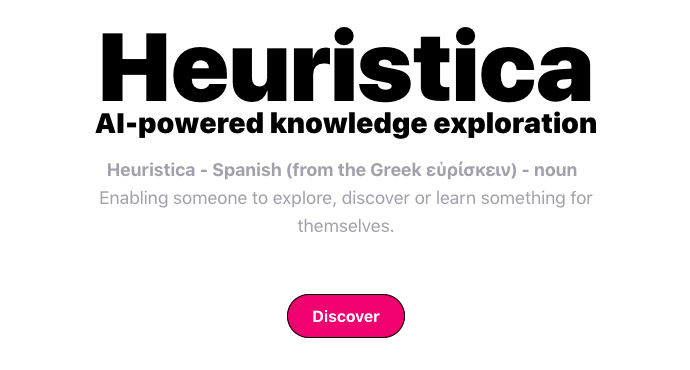 Heuristica
AI-powered knowledge exploration
Heuristica - Spanish (from the Greek εὑρίσκειν) - noun
Enabling someone to explore, discover or learn something for
themselves.
Discover